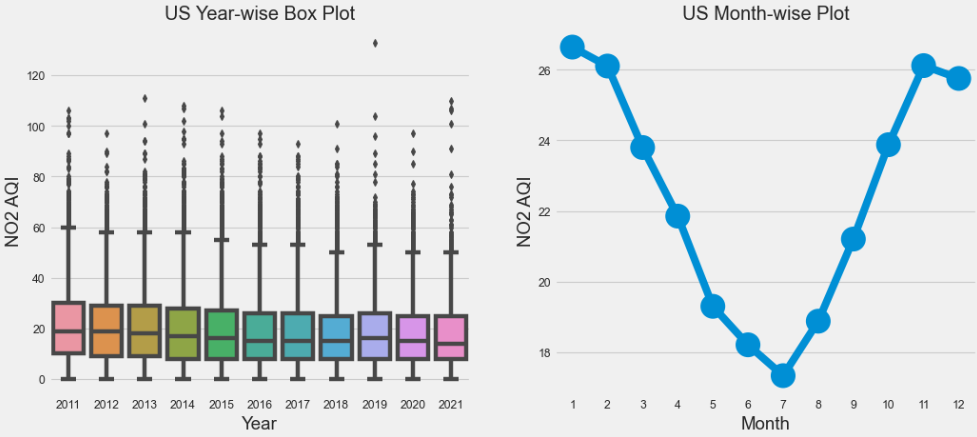 US Year-wise Box Plot
NO2 AQI
120
100
80
60
40
20
0
2011 2012 2013 2014 2015 2016 2017 2018 2019 2020 2021
Year
US Month-wise Plot
NO2 AQI
26
24
22
20
18
1 2 3 4 5 6 7 8 9 10 11 12
Month